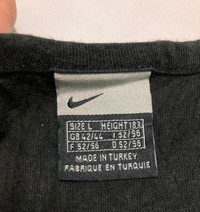 SIZE L HEIGHT 183
GB 42/44 I 52/56
F 52/56 D 52/56
MADE IN TURKEY
FABRIQUE EN TURQUIE